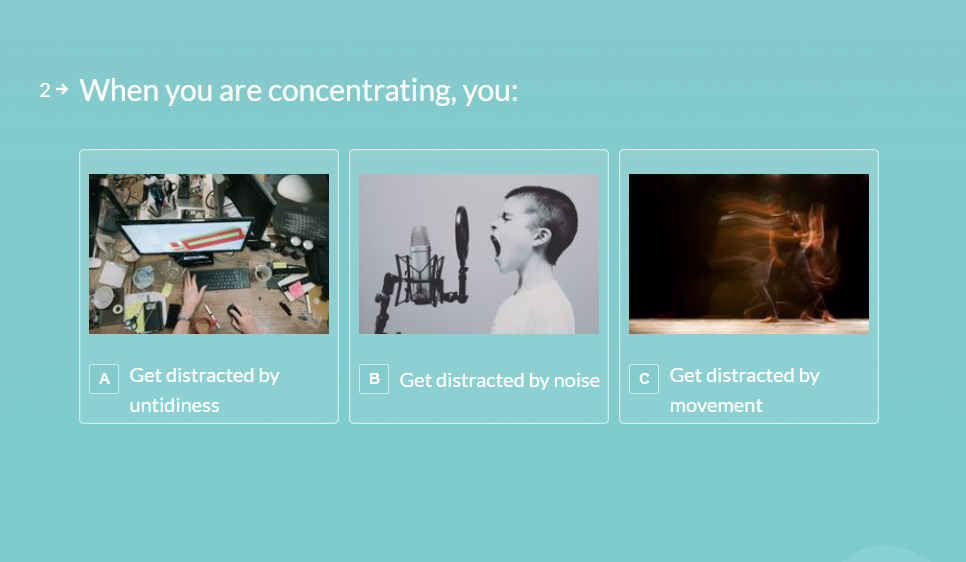 2 → When you are concentrating, you:
A Get distracted by
untidiness
B Get distracted by noise
C Get distracted by
movement